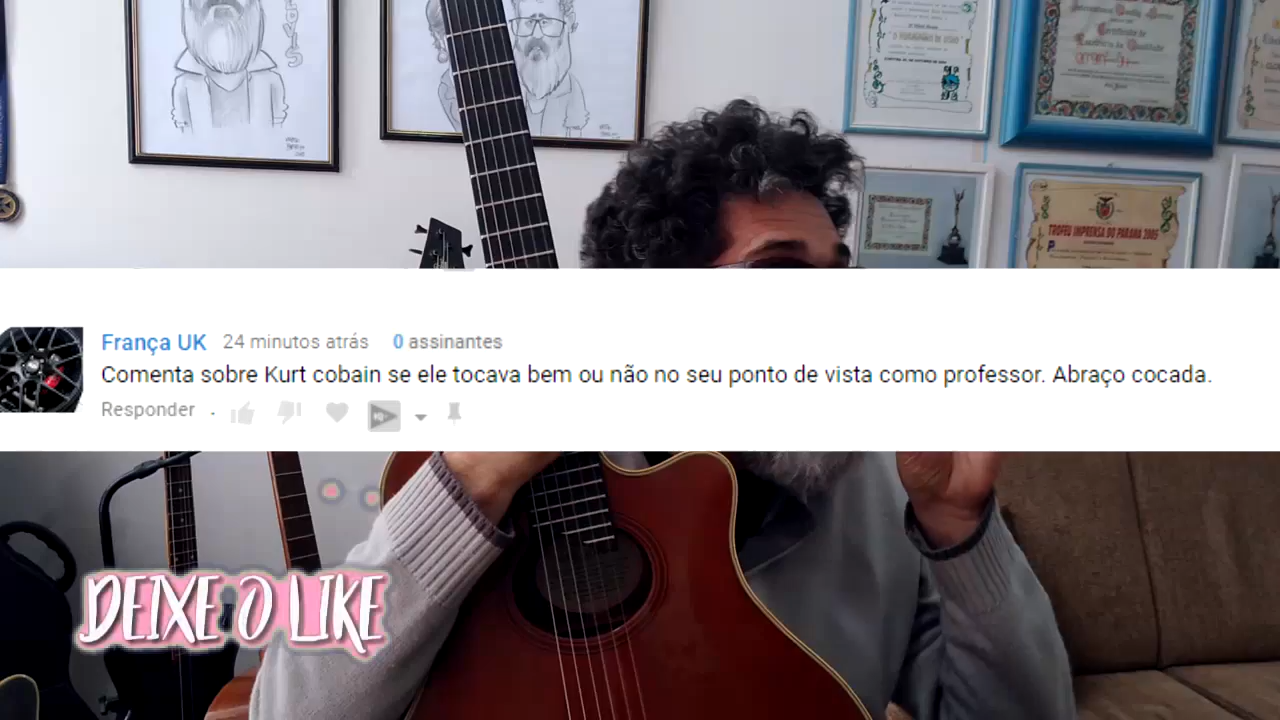 TROFEU IMPRENSA DO PARANÁ 2005
França UK 24 minutos atrás 0 assinantes
Comenta sobre Kurt cobain se ele tocava bem ou não no seu ponto de vista como professor. Abraço cocada.
Responder
DEIXE O LIKE